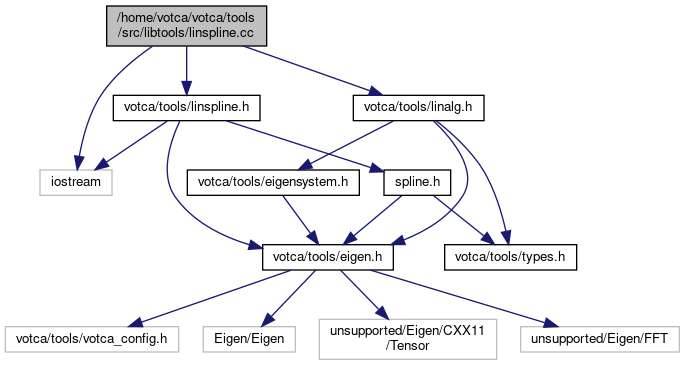 /home/votca/votca/tools
/src/libtools/linspline.cc
votca/tools/linspline.h
votca/tools/linalg.h
iostream
votca/tools/eigensystem.h
spline.h
votca/tools/eigen.h
votca/tools/types.h
votca/tools/votca_config.h
Eigen/Eigen
unsupported/Eigen/CXX11
/Tensor
unsupported/Eigen/FFT